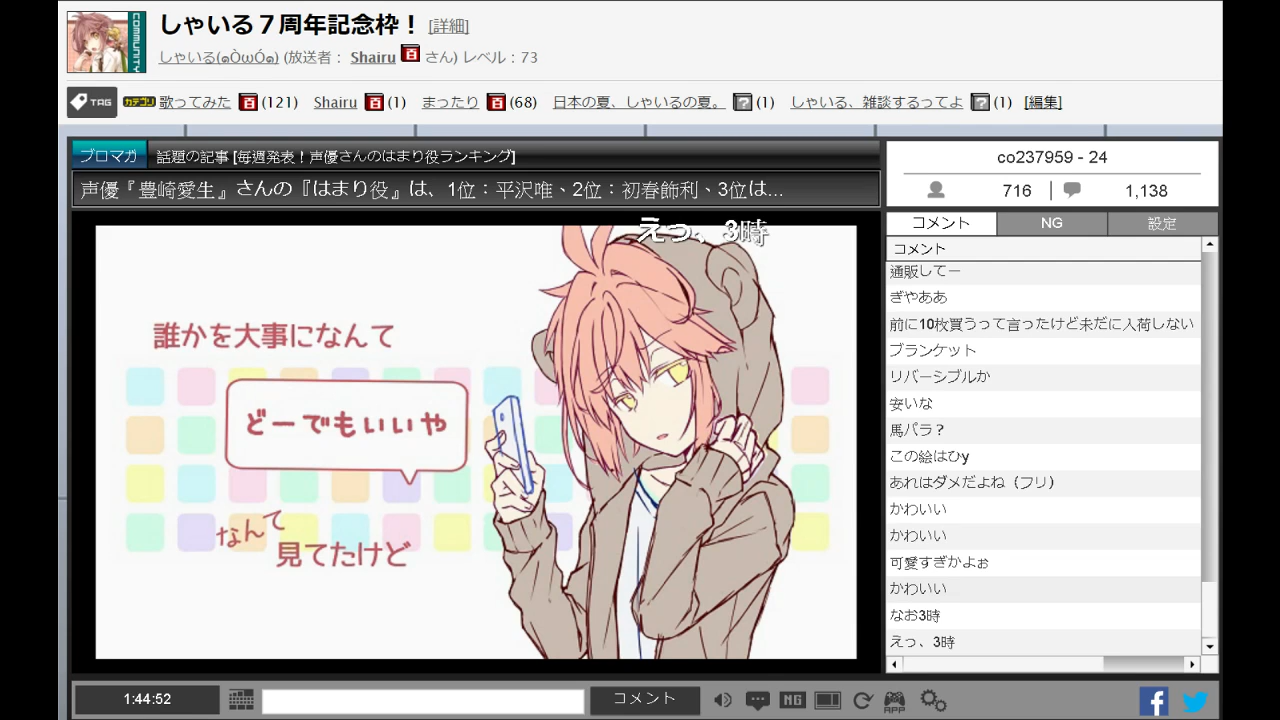 しゃいる７周年記念枠！ [詳細]
しゃいる(๑ÒωÓ๑) (放送者： Shairu 百 さん) レベル：73
COMMUNITY
TAG カテゴリ 歌ってみた 百 (121) Shairu 百 (1) まったり 百 (68) 日本の夏、しゃいるの夏。 ? (1) しゃいる、雑談するってよ ? (1) [編集]
ブロマガ 話題の記事 [毎週発表！声優さんのはまり役ランキング]
声優『豊崎愛生』さんの『はまり役』は、1位：平沢唯、2位：初春飾利、3位は...
えっ、3時
誰かを大事になんて
どーでもいいや
なんて
見てたけど
co237959 - 24
716 | 1,138
コメント NG 設定
コメント
通販してー
ぎやああ
前に10枚買うって言ったけど未だに入荷しない
ブランケット
リバーシブルか
安いな
馬パラ？
この絵はひy
あれはダメだよね（フリ）
かわいい
かわいい
可愛すぎかよぉ
かわいい
なお3時
えっ、3時
1:44:52 コメント NG APP